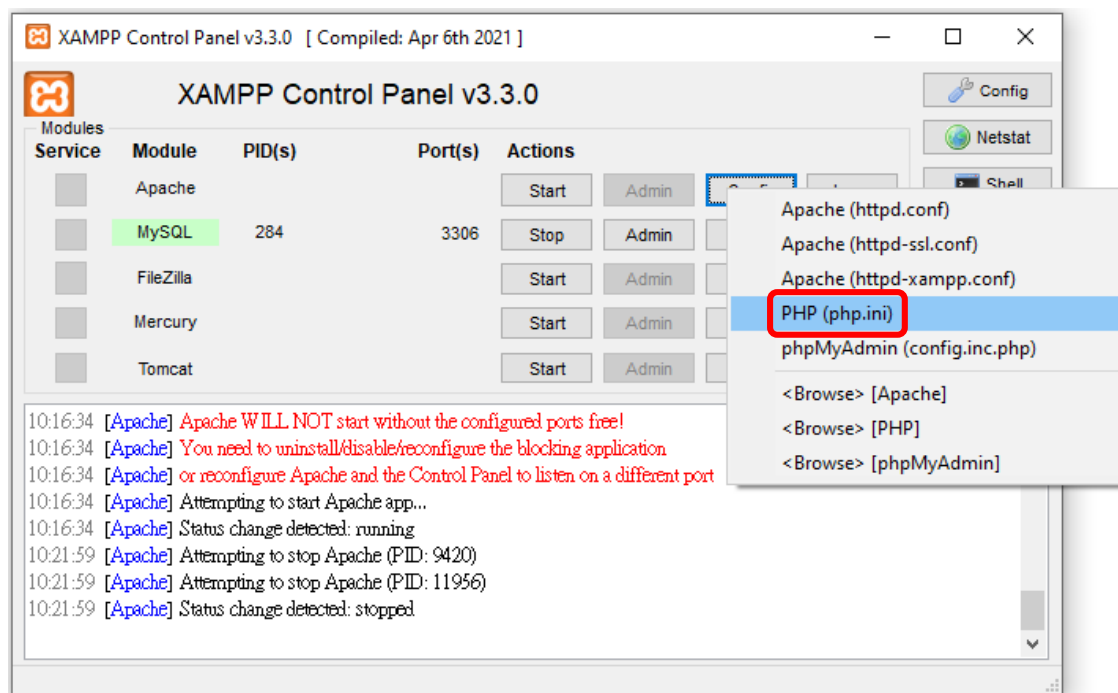 XAMPP Control Panel v3.3.0 [ Compiled: Apr 6th 2021 ]
XAMPP Control Panel v3.3.0
Config
Modules
Service Module PID(s) Port(s) Actions
Netstat
Apache Start Admin
Shell
MySQL 284 3306 Stop Admin
FileZilla Start Admin
Mercury Start Admin
Tomcat Start Admin
Apache (httpd.conf)
Apache (httpd-ssl.conf)
Apache (httpd-xampp.conf)
PHP (php.ini)
phpMyAdmin (config.inc.php)
<Browse> [Apache]
<Browse> [PHP]
<Browse> [phpMyAdmin]
10:16:34 [Apache] Apache WILL NOT start without the configured ports free!
10:16:34 [Apache] You need to uninstall/disable/reconfigure the blocking application
10:16:34 [Apache] or reconfigure Apache and the Control Panel to listen on a different port
10:16:34 [Apache] Attempting to start Apache app...
10:16:34 [Apache] Status change detected: running
10:21:59 [Apache] Attempting to stop Apache (PID: 9420)
10:21:59 [Apache] Attempting to stop Apache (PID: 11956)
10:21:59 [Apache] Status change detected: stopped